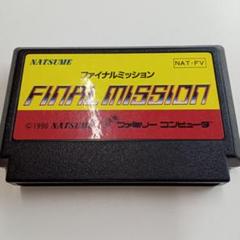 NATSUME
NAT-FV
ファイナルミッション
FINAL MISSION
©1990 NATSUME
ファミリー コンピュータ